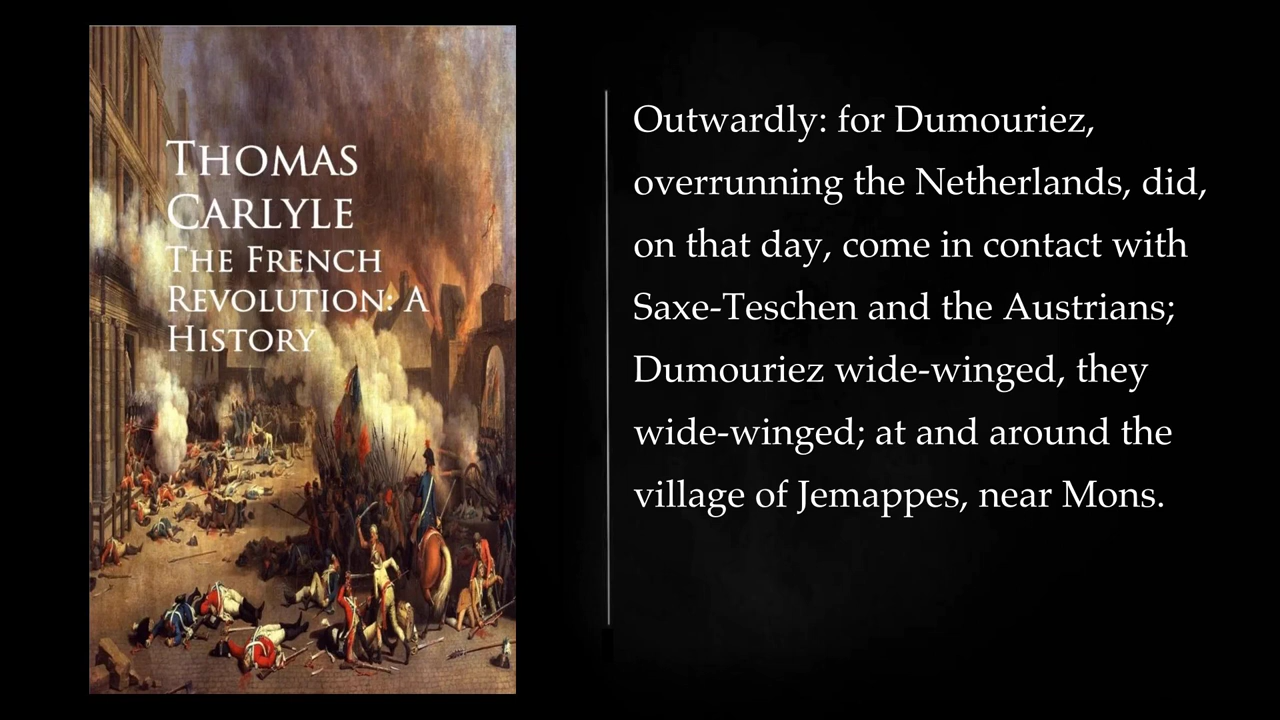 THOMAS
CARLYLE
THE FRENCH
REVOLUTION: A
HISTORY
Outwardly: for Dumouriez,
overrunning the Netherlands, did,
on that day, come in contact with
Saxe-Teschen and the Austrians;
Dumouriez wide-winged, they
wide-winged; at and around the
village of Jemappes, near Mons.